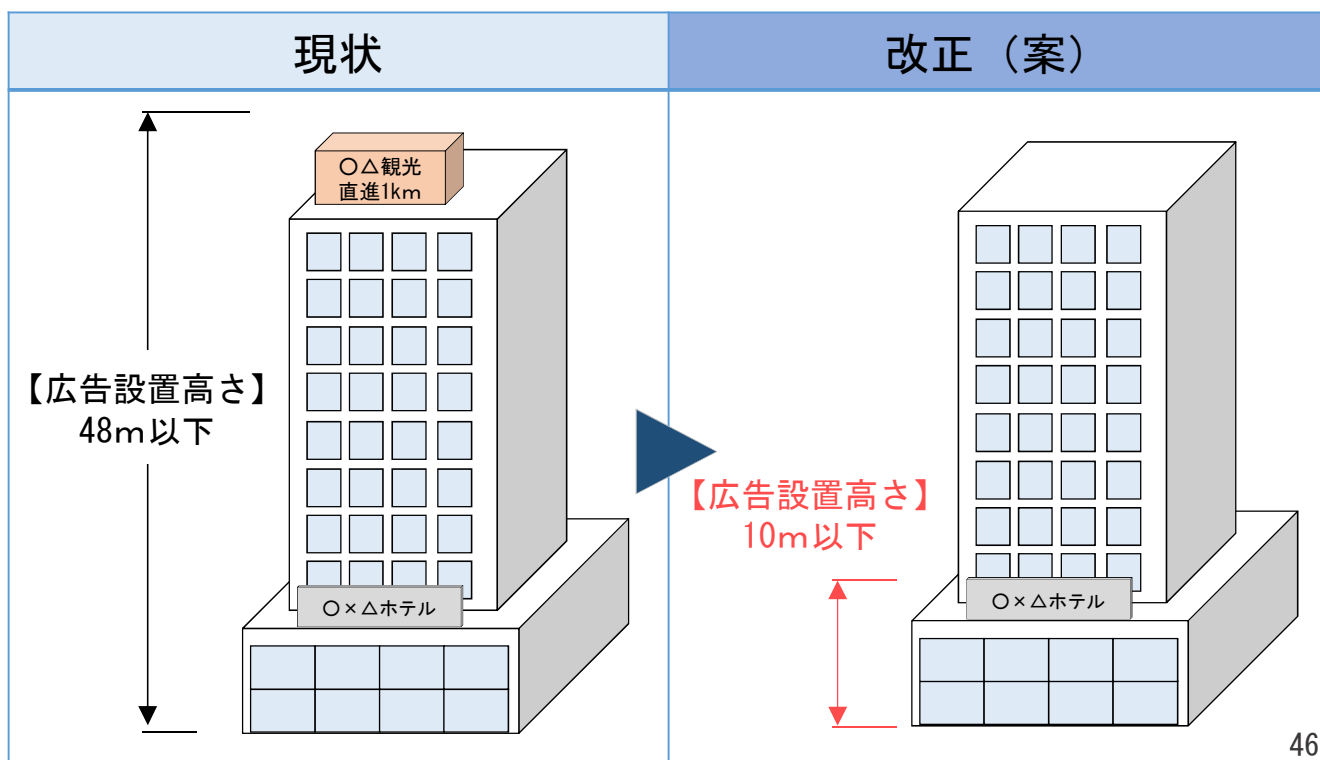 現状
改正（案）
〇△観光
直進1km
【広告設置高さ】
48m以下
〇×△ホテル
【広告設置高さ】
10m以下
〇×△ホテル
46